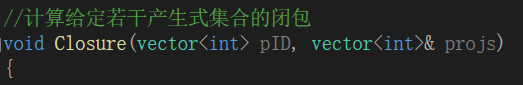 //计算给定若干产生式集合的闭包
void Closure(vector<int> pID, vector<int>& projs)
{